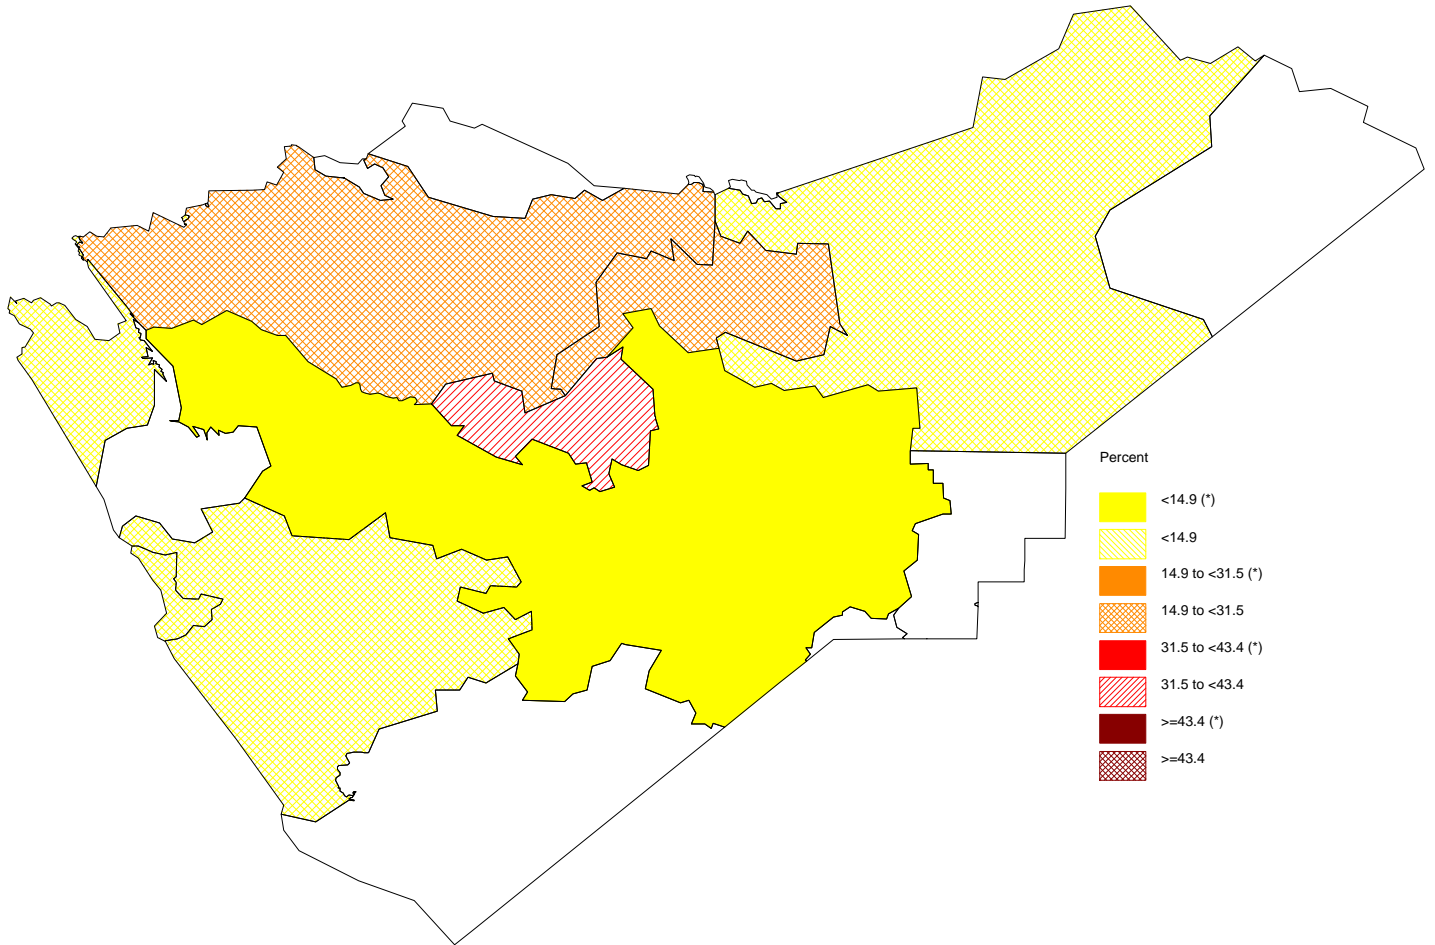 Percent
<14.9 (*)
<14.9
14.9 to <31.5 (*)
14.9 to <31.5
31.5 to <43.4 (*)
31.5 to <43.4
>=43.4 (*)
>=43.4